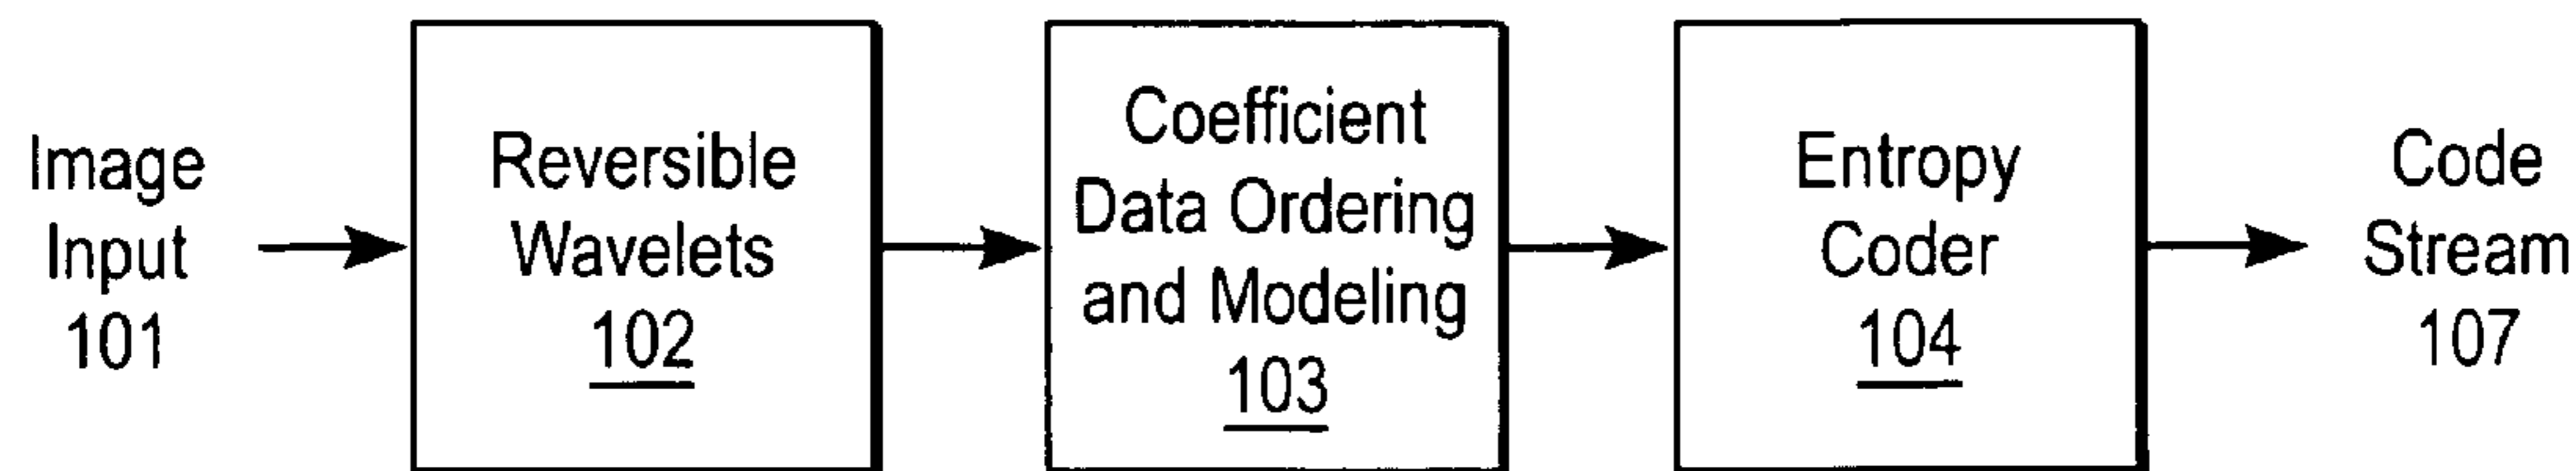 Image
Input
101
Reversible
Wavelets
102
Coefficient
Data Ordering
and Modeling
103
Entropy
Coder
104
Code
Stream
107